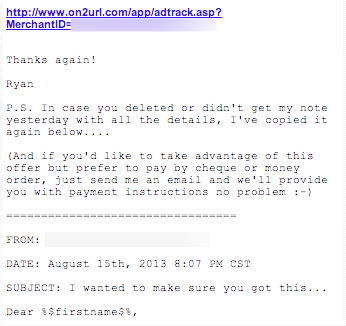 http://www.on2url.com/app/adtrack.asp?
MerchantID=
Thanks again!
Ryan
P.S. In case you deleted or didn't get my note
yesterday with all the details, I've copied it
again below....
(And if you'd like to take advantage of this
offer but prefer to pay by cheque or money
order, just send me an email and we'll provide
you with payment instructions no problem :-)
=================================
FROM:
DATE: August 15th, 2013 8:07 PM CST
SUBJECT: I wanted to make sure you got this...
Dear %$firstname$%,